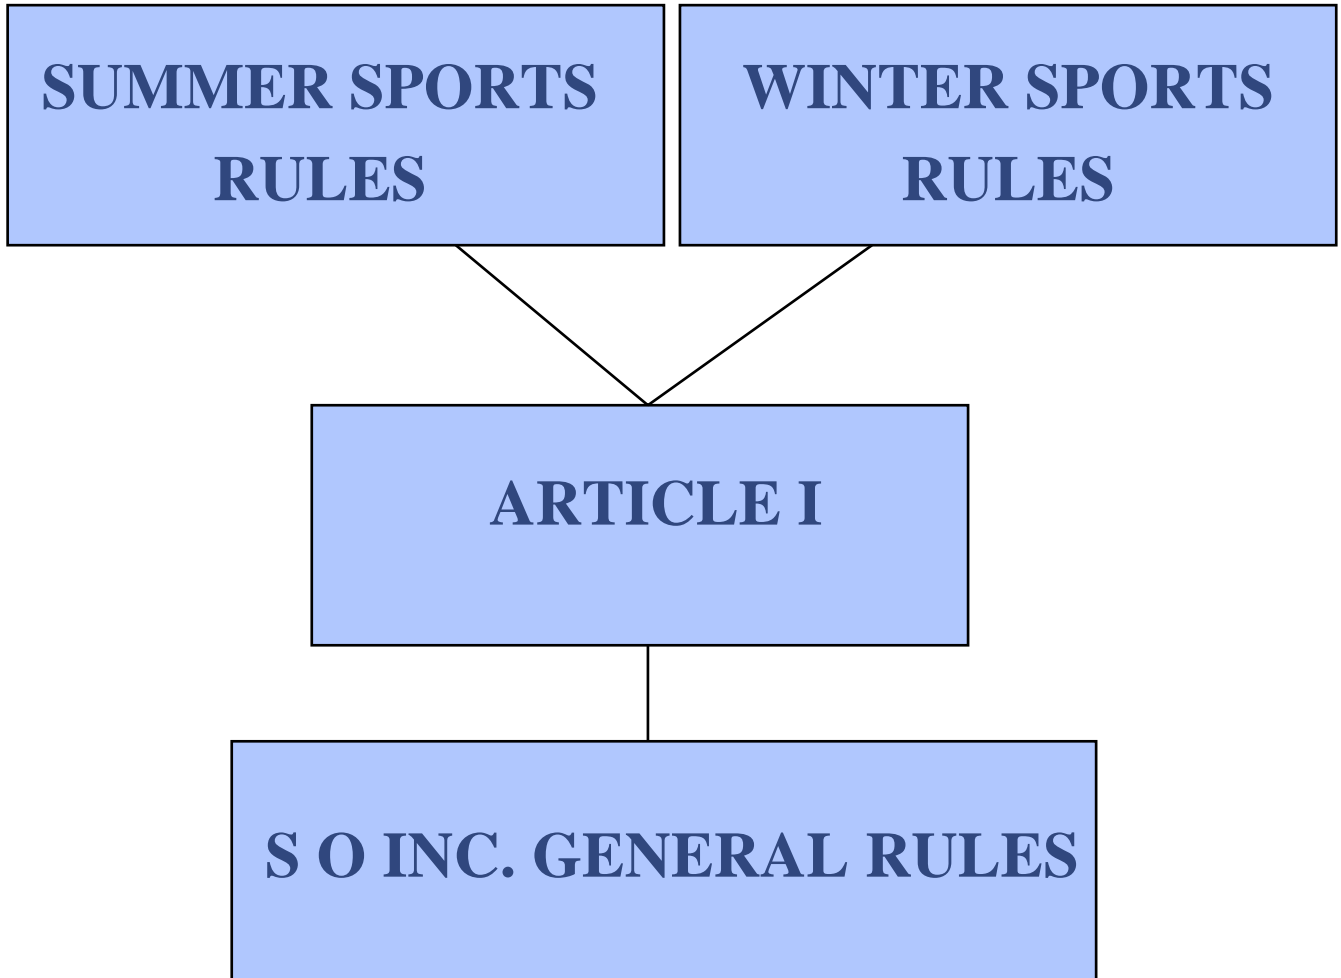 SUMMER SPORTS
RULES
WINTER SPORTS
RULES
ARTICLE I
S O INC. GENERAL RULES